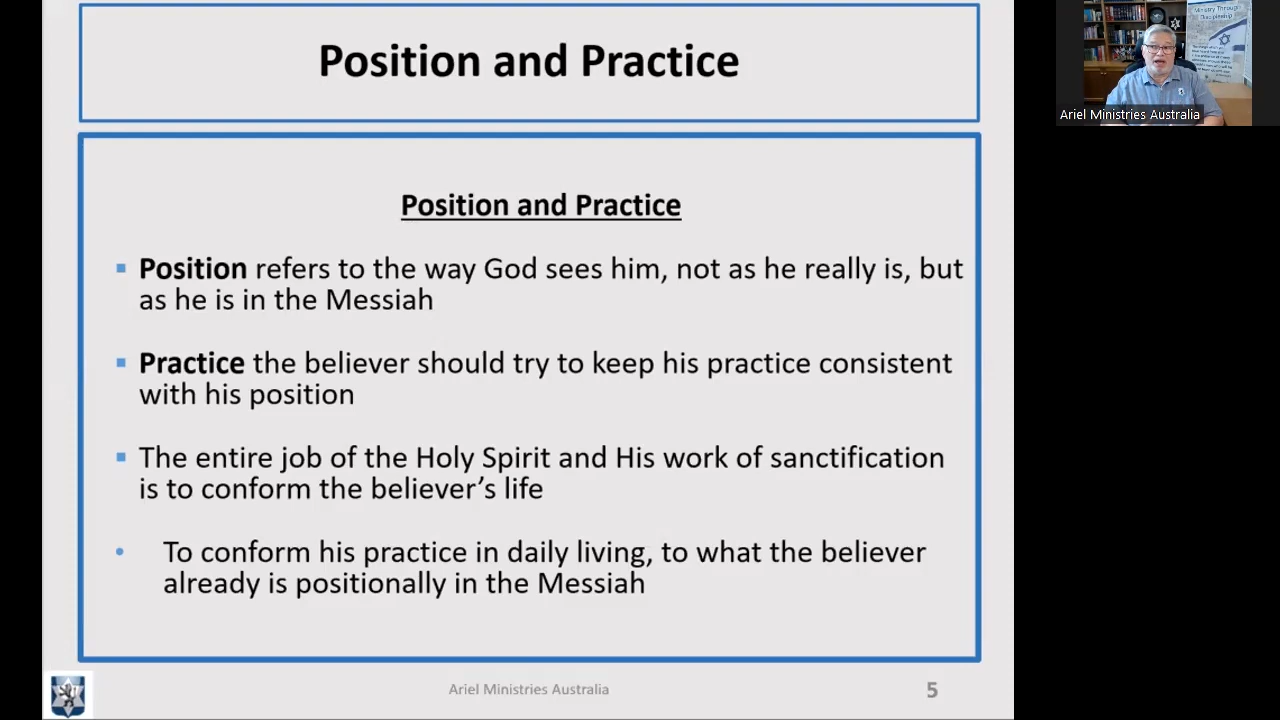 Position and Practice
Position and Practice
▪ Position refers to the way God sees him, not as he really is, but
as he is in the Messiah
▪ Practice the believer should try to keep his practice consistent
with his position
▪ The entire job of the Holy Spirit and His work of sanctification
is to conform the believer’s life
• To conform his practice in daily living, to what the believer
already is positionally in the Messiah
Ariel Ministries Australia
5
Ministry Through
Discipleship
Ariel Ministries Australia